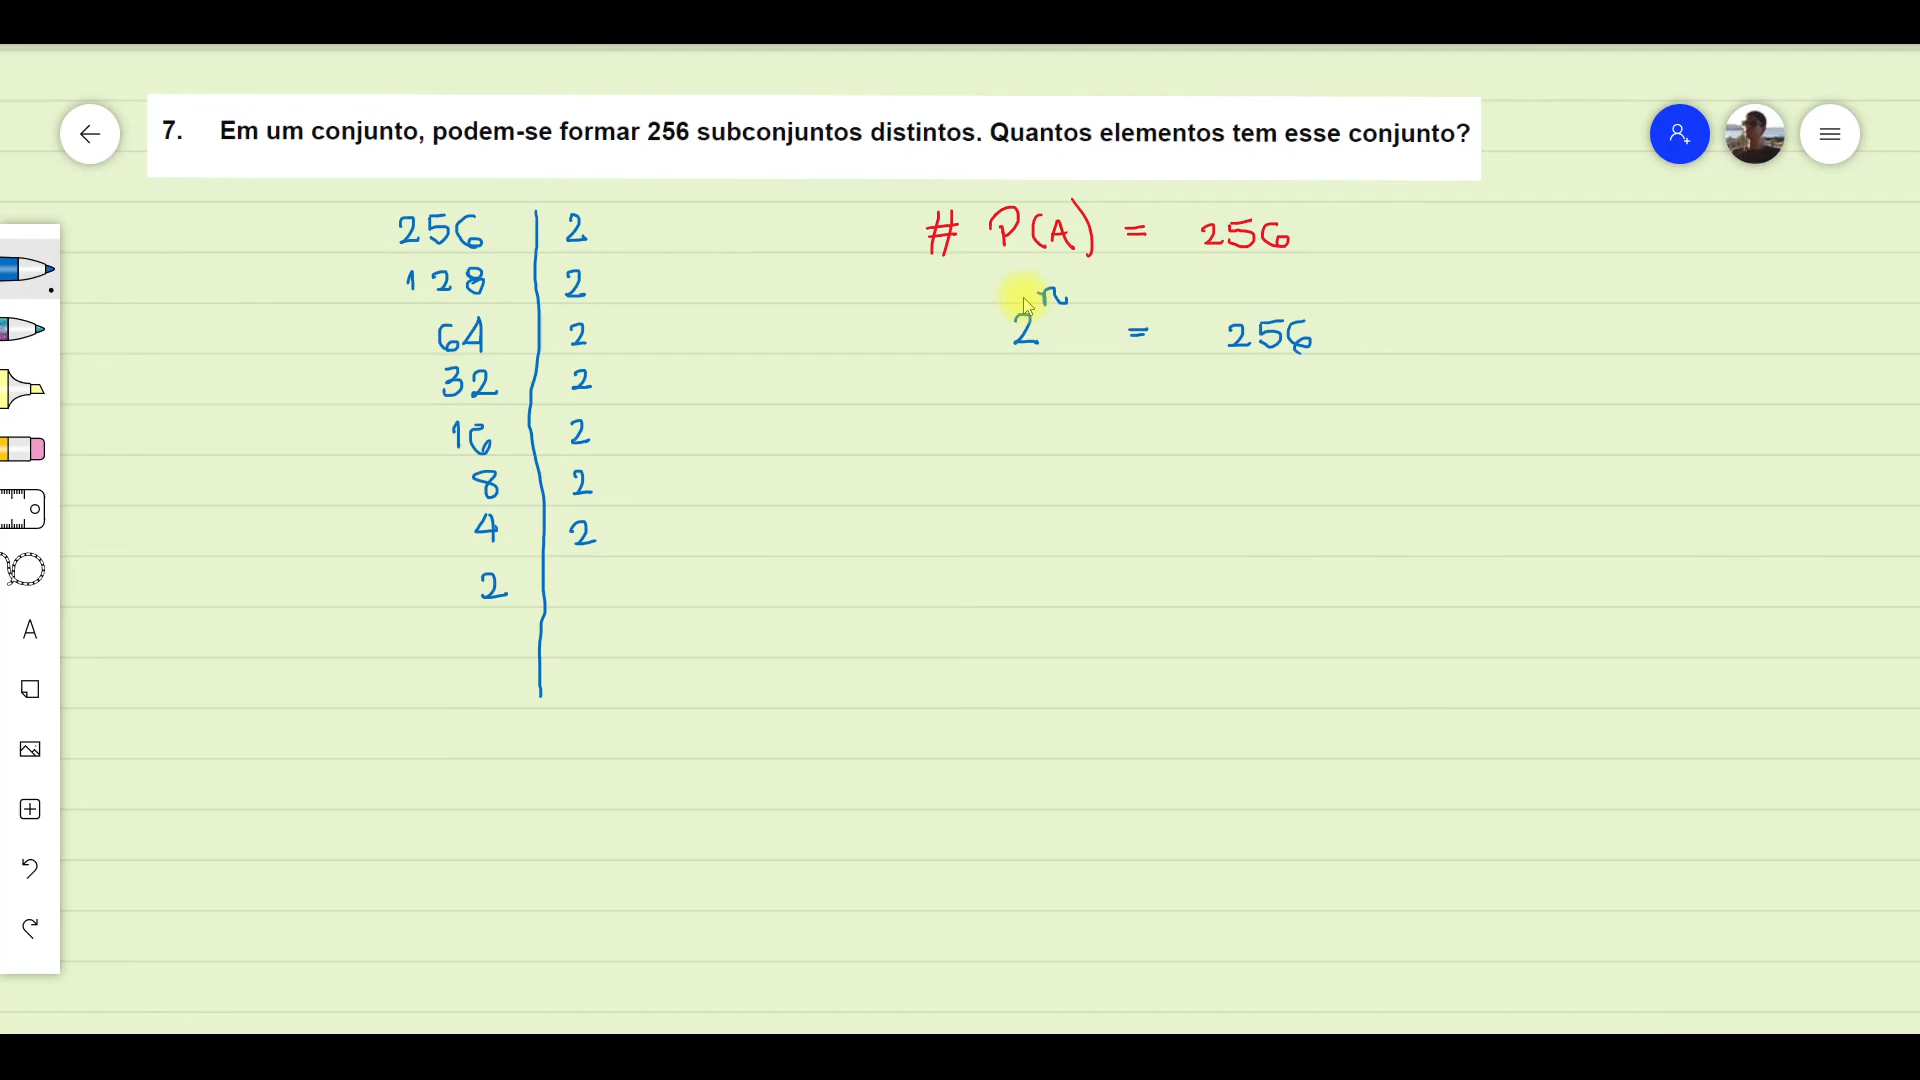 7. Em um conjunto, podem-se formar 256 subconjuntos distintos. Quantos elementos tem esse conjunto?
256 2
128 2
64 2
32 2
16 2
8 2
4 2
2
# P(A) = 256
2^n = 256
A